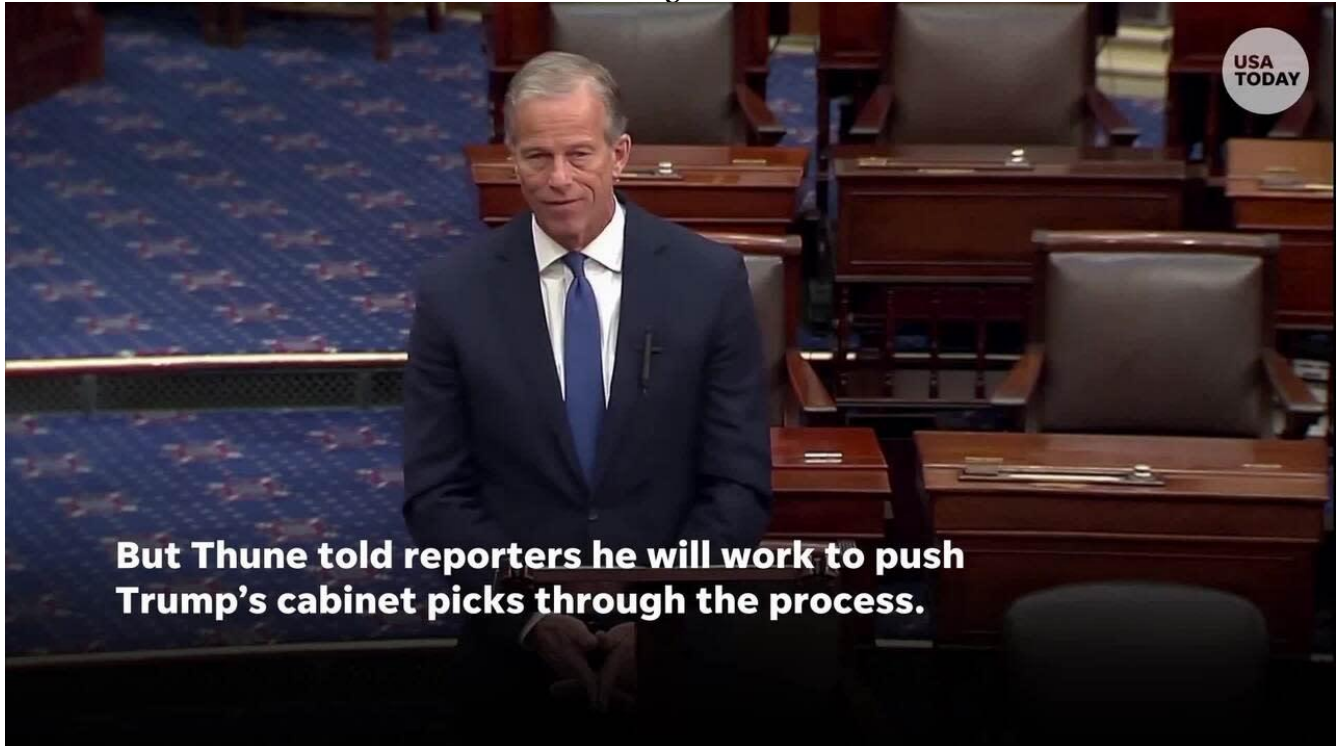 USA
TODAY
But Thune told reporters he will work to push
Trump’s cabinet picks through the process.